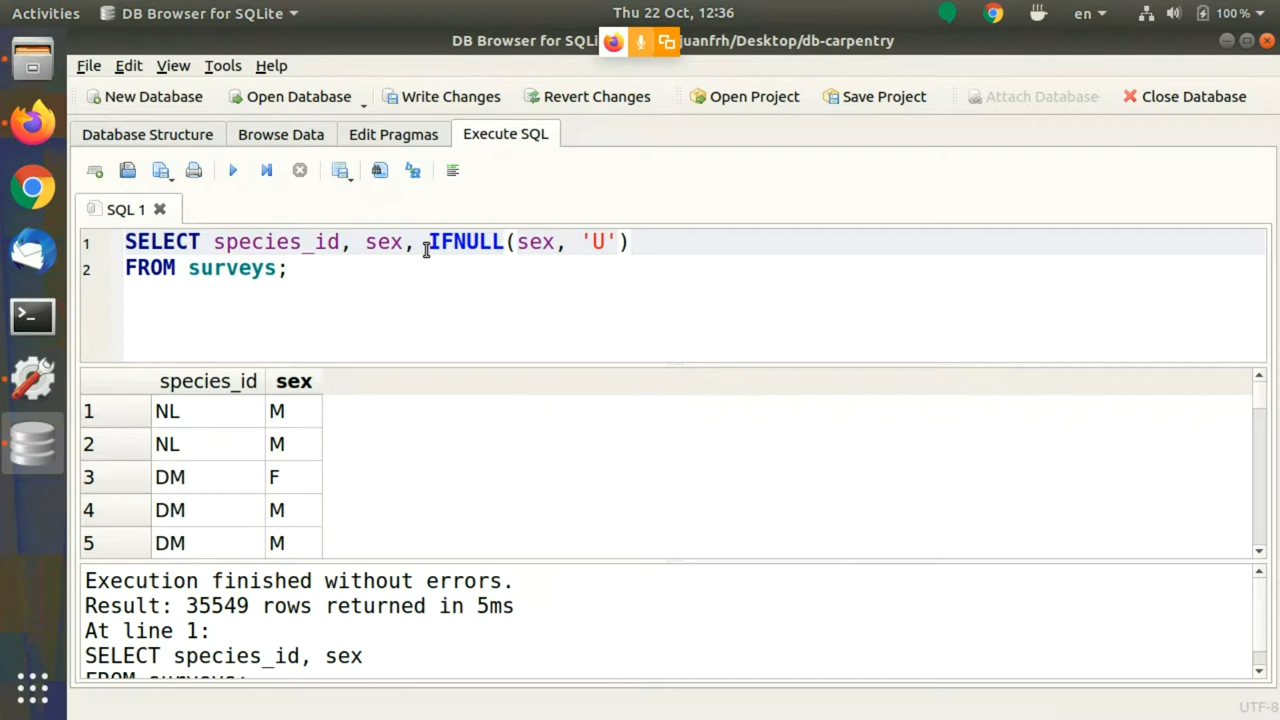 Activities DB Browser for SQLite Thu 22 Oct, 12:36 en 100 %
DB Browser for SQLi juanfrh/Desktop/db-carpentry
File Edit View Tools Help
New Database Open Database Write Changes Revert Changes Open Project Save Project Attach Database Close Database
Database Structure Browse Data Edit Pragmas Execute SQL
SQL 1
1 SELECT species_id, sex, IFNULL(sex, 'U')
2 FROM surveys;
species_id sex
1 NL M
2 NL M
3 DM F
4 DM M
5 DM M
Execution finished without errors.
Result: 35549 rows returned in 5ms
At line 1:
SELECT species_id, sex
FROM surveys;
UTF-8